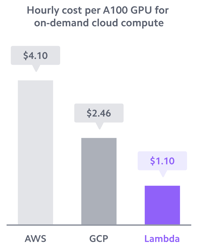 Hourly cost per A100 GPU for
on-demand cloud compute
$4.10
$2.46
$1.10
AWS
GCP
Lambda